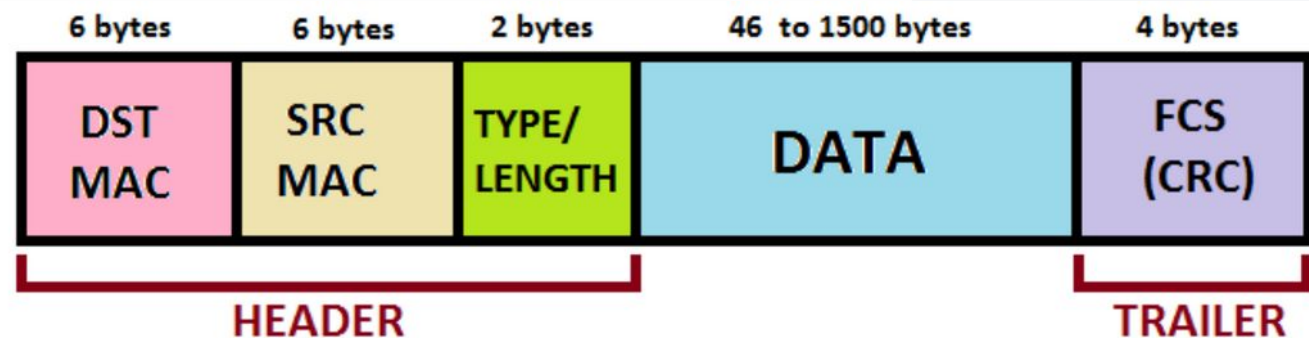 6 bytes
6 bytes
2 bytes
46 to 1500 bytes
4 bytes
DST
MAC
SRC
MAC
TYPE/
LENGTH
DATA
FCS
(CRC)
HEADER
TRAILER